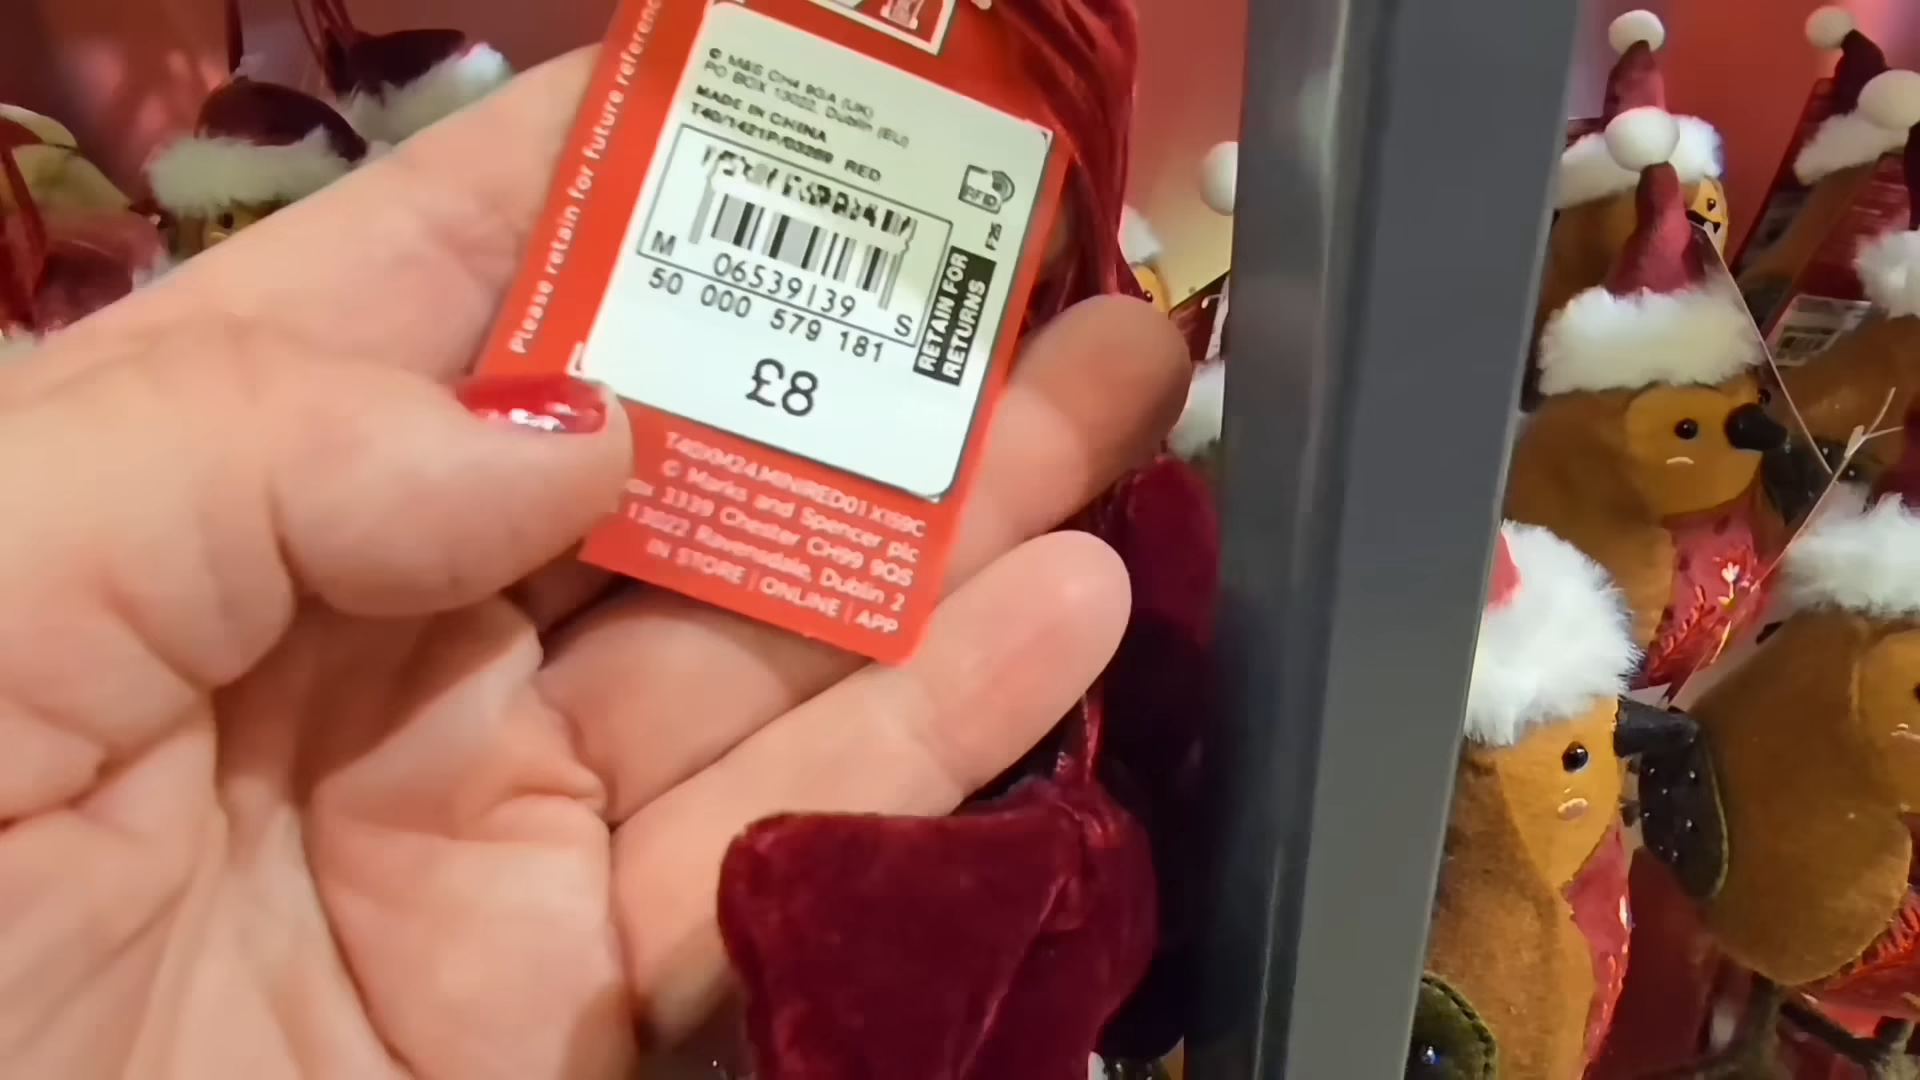 Please retain for future reference
© M&S CH4 9GA (UK)
PO BOX 13022, Dublin (EU)
MADE IN CHINA
T40/1421P/03289 RED
RFID
F25
M 06539139 S
50 000 579 181
RETAIN FOR
RETURNS
£8
© Marks and Spencer plc
3339 Chester CH99 9QS
13022 Ravensdale, Dublin 2
IN STORE | ONLINE | APP